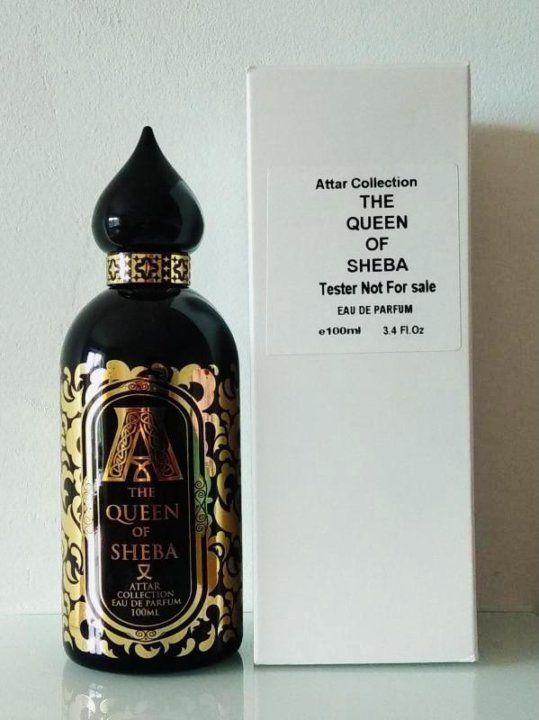 A
THE
QUEEN
OF
SHEBA
ATTAR
COLLECTION
EAU DE PARFUM
100ML
Attar Collection
THE
QUEEN
OF
SHEBA
Tester Not For sale
EAU DE PARFUM
e100ml 3.4 Fl.Oz